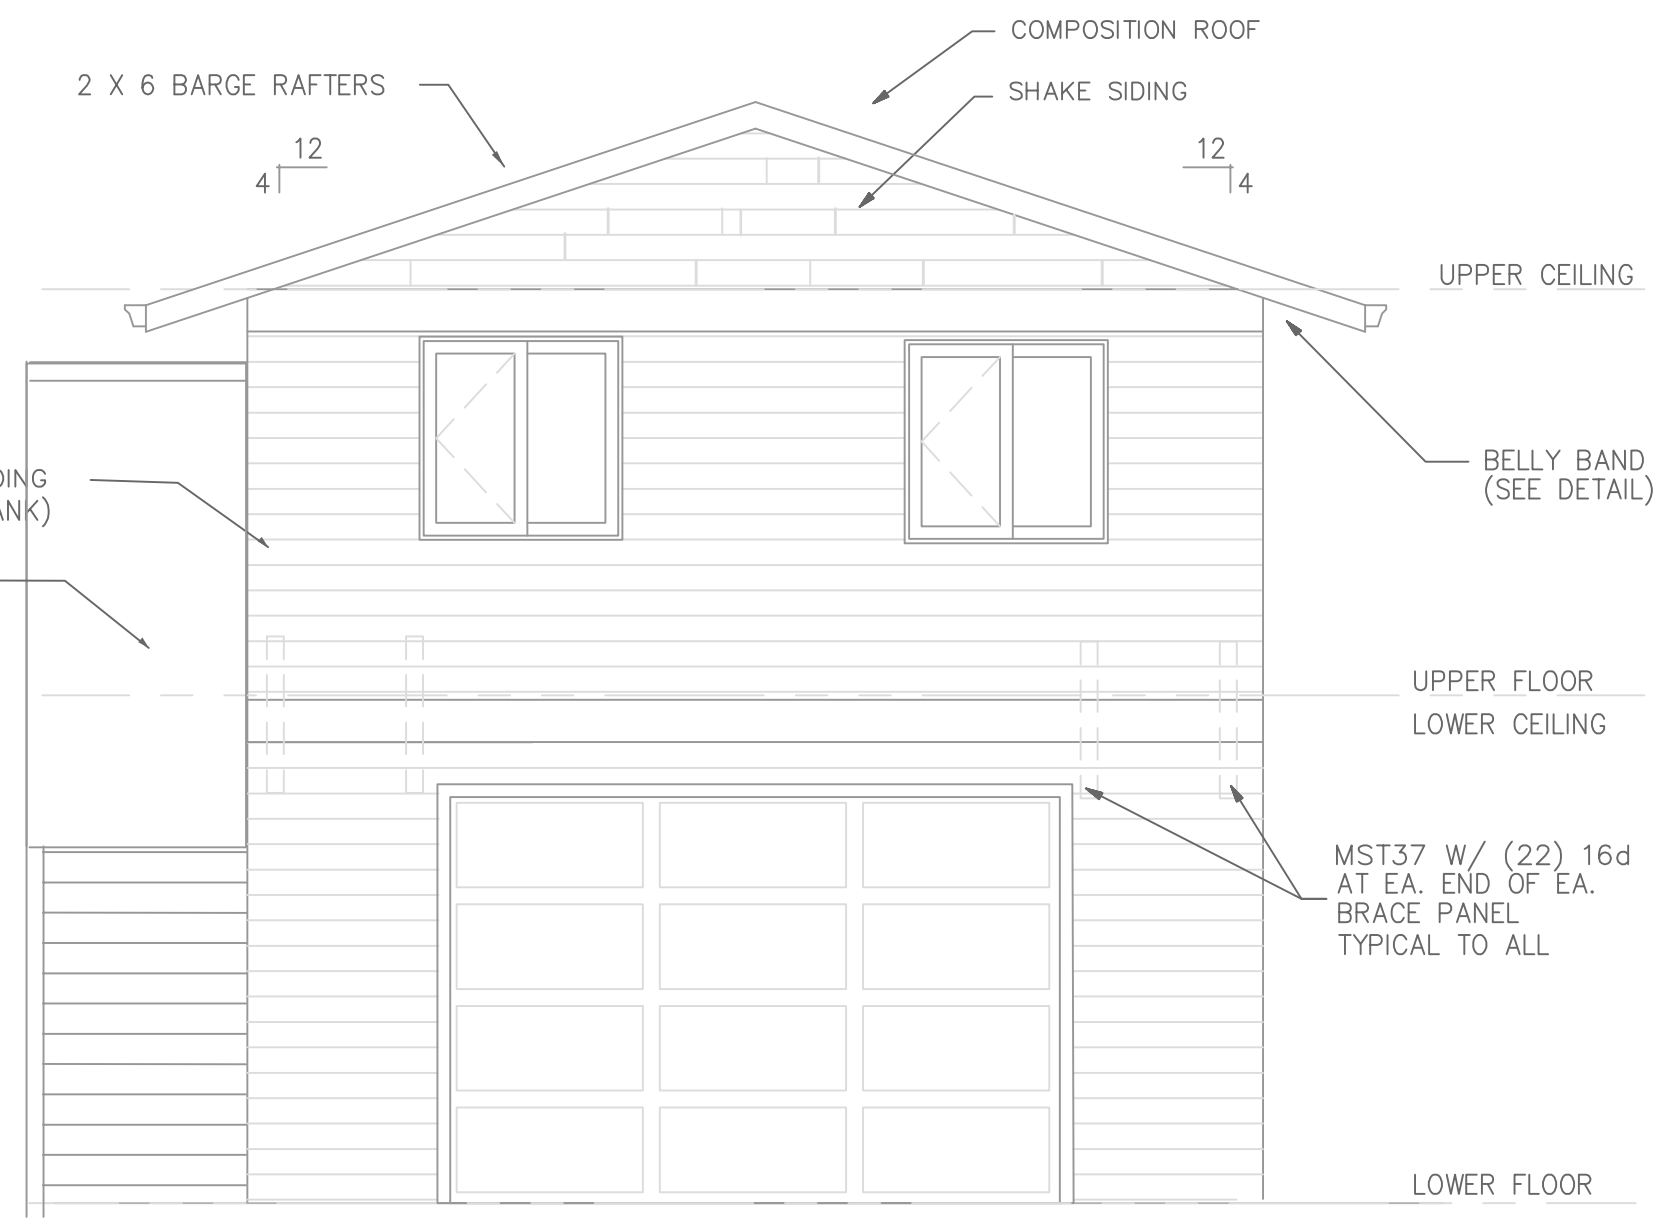 COMPOSITION ROOF
2 X 6 BARGE RAFTERS
SHAKE SIDING
12
4
12
4
UPPER CEILING
BELLY BAND
(SEE DETAIL)
UPPER FLOOR
LOWER CEILING
MST37 W/ (22) 16d
AT EA. END OF EA.
BRACE PANEL
TYPICAL TO ALL
LOWER FLOOR